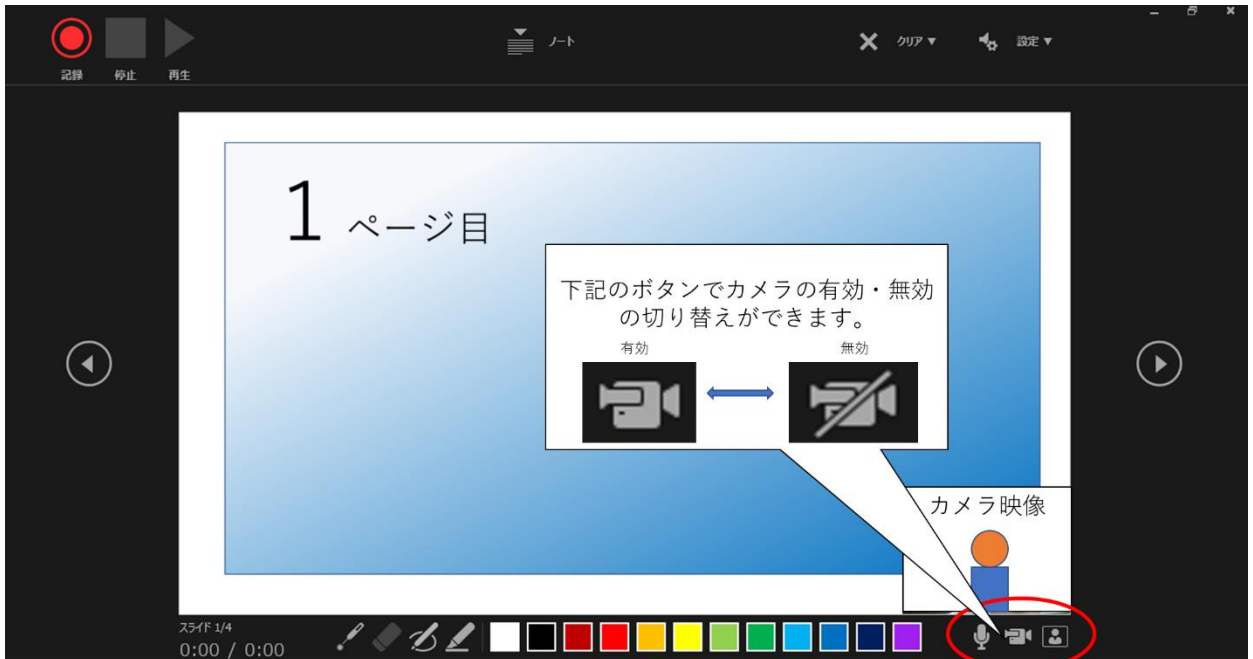 記録 停止 再生
ノート
クリア▼ 設定▼
1 ページ目
下記のボタンでカメラの有効・無効
の切り替えができます。
有効 無効
カメラ映像
スライド 1/4
0:00 / 0:00